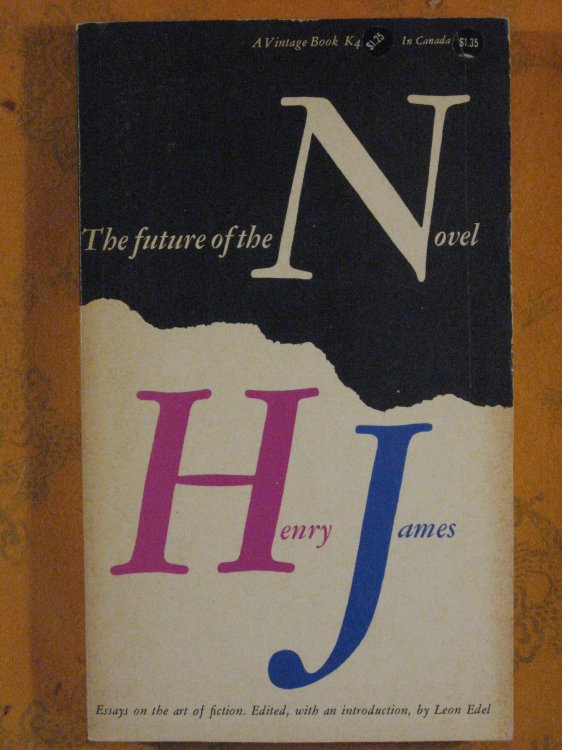 A Vintage Book K4 $1.25 In Canada $1.35
The future of the Novel
Henry
James
Essays on the art of fiction. Edited, with an introduction, by Leon Edel